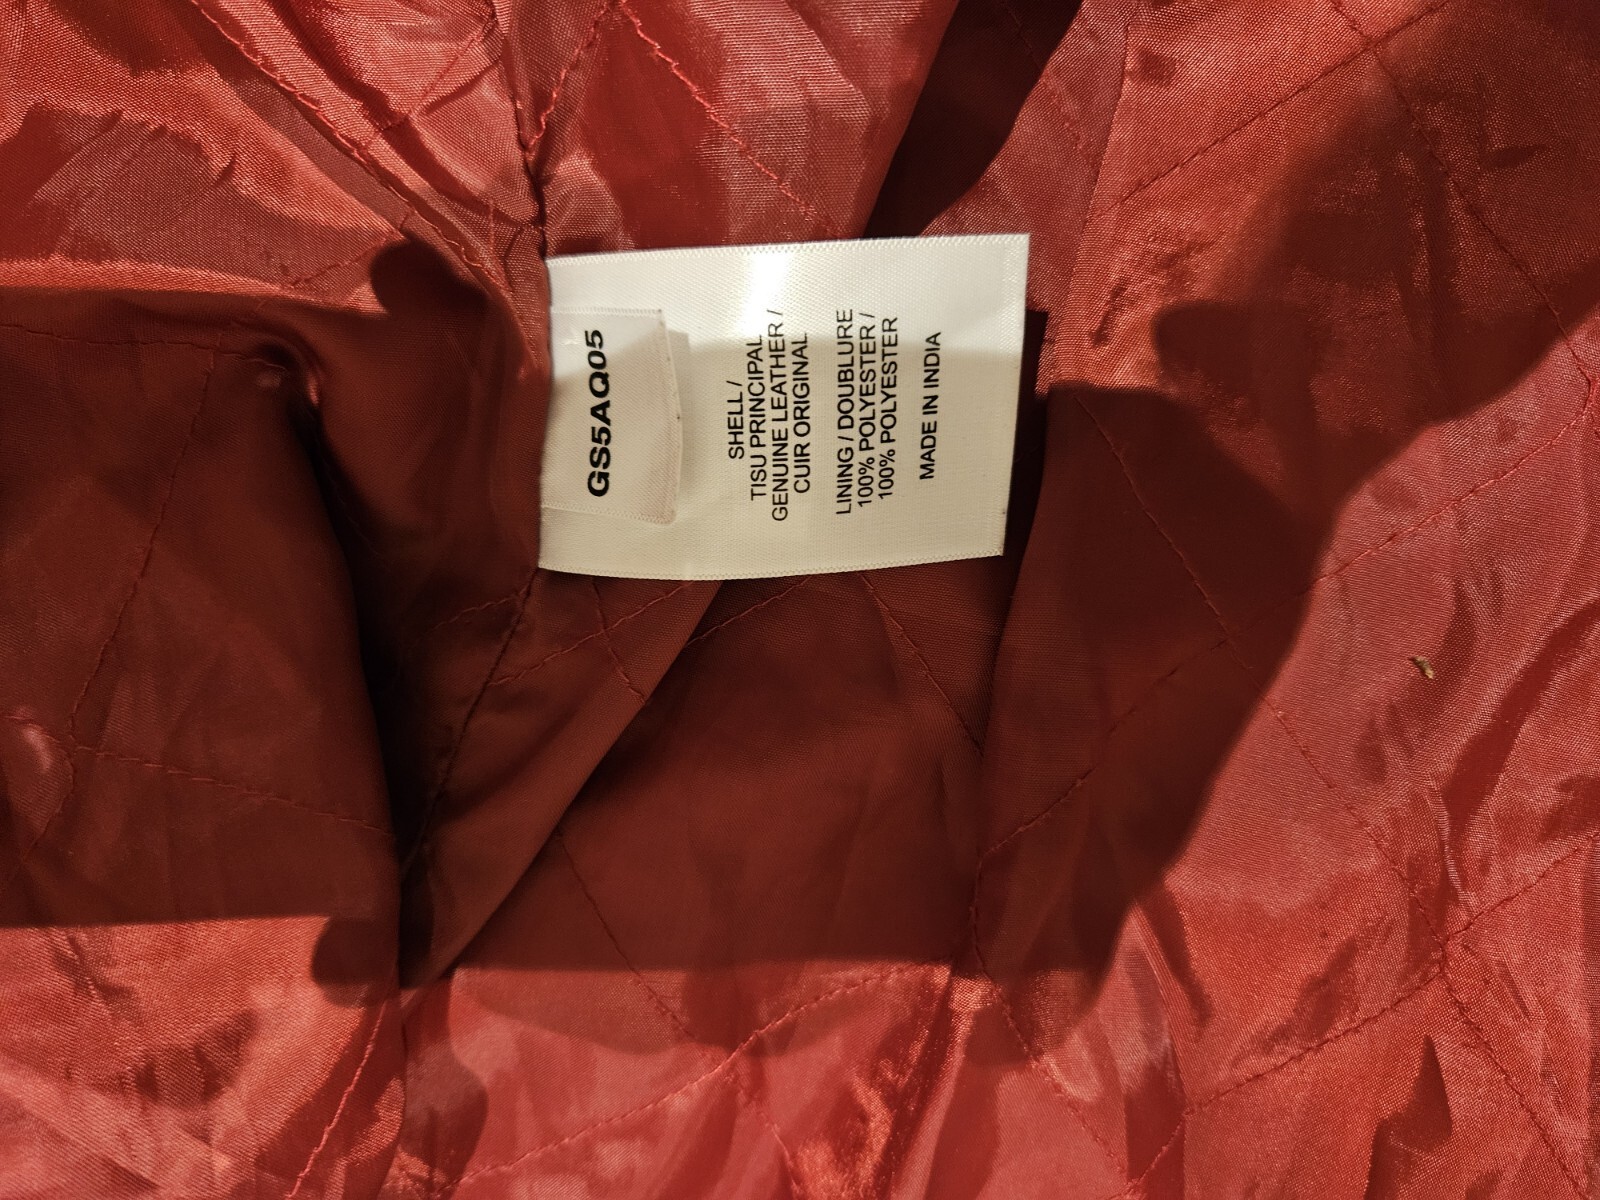 GS5AQ05
SHELL /
TISU PRINCIPAL
GENUINE LEATHER /
CUIR ORIGINAL
LINING / DOUBLURE
100% POLYESTER /
100% POLYESTER
MADE IN INDIA